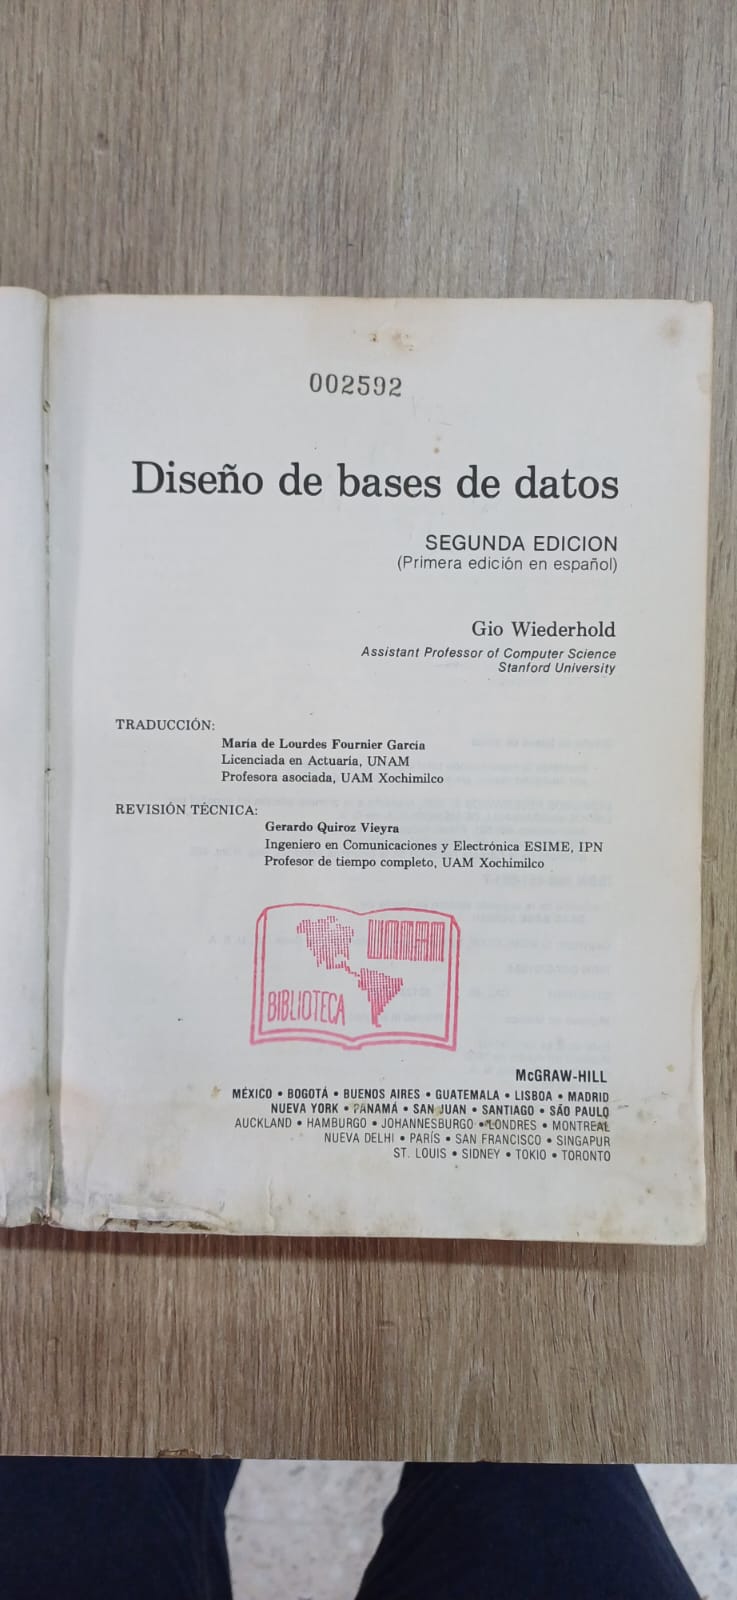 002592
Diseño de bases de datos
SEGUNDA EDICION
(Primera edición en español)
Gio Wiederhold
Assistant Professor of Computer Science
Stanford University
TRADUCCIÓN:
María de Lourdes Fournier García
Licenciada en Actuaría, UNAM
Profesora asociada, UAM Xochimilco
REVISIÓN TÉCNICA:
Gerardo Quiroz Vieyra
Ingeniero en Comunicaciones y Electrónica ESIME, IPN
Profesor de tiempo completo, UAM Xochimilco
BIBLIOTECA
McGRAW-HILL
MÉXICO • BOGOTÁ • BUENOS AIRES • GUATEMALA • LISBOA • MADRID
NUEVA YORK • PANAMÁ • SAN JUAN • SANTIAGO • SÃO PAULO
AUCKLAND • HAMBURGO • JOHANNESBURGO • LONDRES • MONTREAL
NUEVA DELHI • PARÍS • SAN FRANCISCO • SINGAPUR
ST. LOUIS • SIDNEY • TOKIO • TORONTO